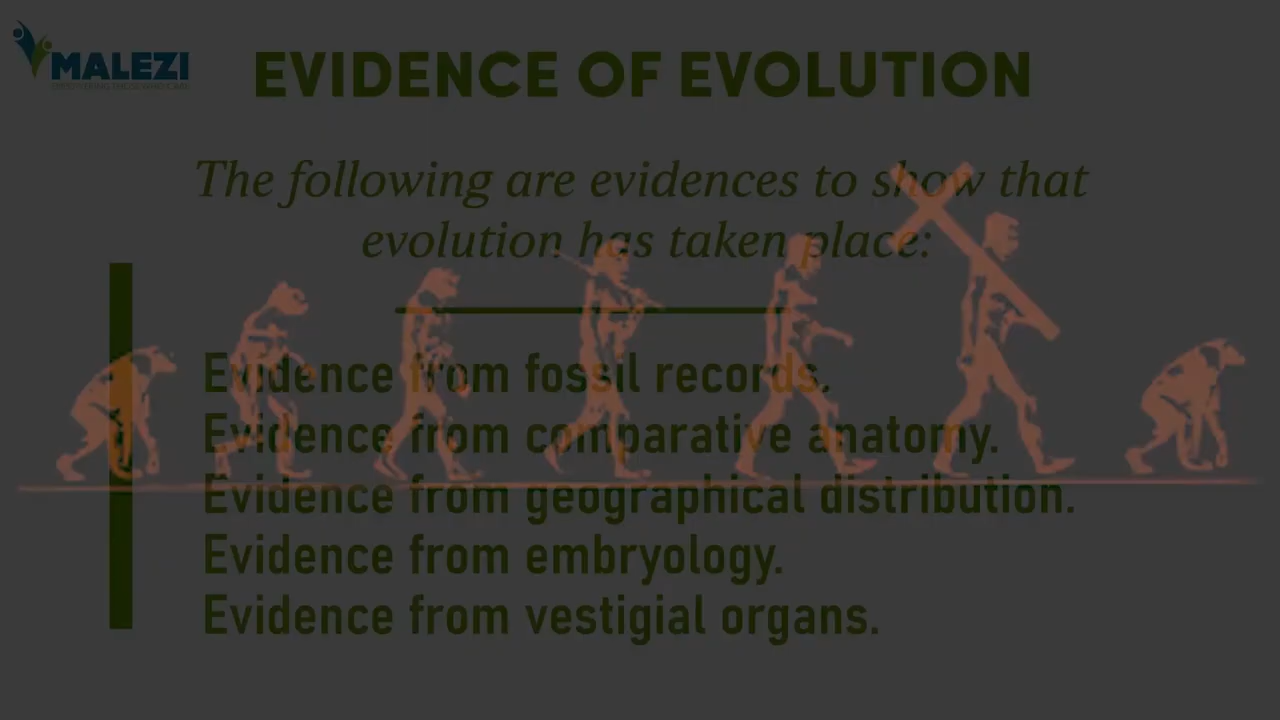 MALEZI
EVIDENCE OF EVOLUTION
The following are evidences to show that
evolution has taken place:
Evidence from fossil records.
Evidence from comparative anatomy.
Evidence from geographical distribution.
Evidence from embryology.
Evidence from vestigial organs.